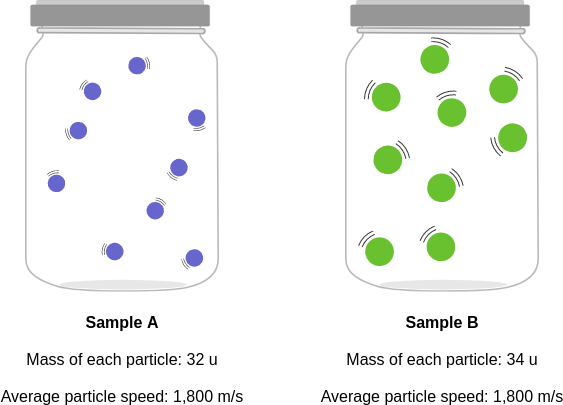 Sample A
Mass of each particle: 32 u
Average particle speed: 1,800 m/s
Sample B
Mass of each particle: 34 u
Average particle speed: 1,800 m/s